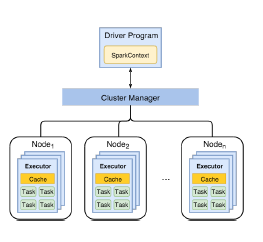 Driver Program
SparkContext
Cluster Manager
Node1
Executor
Cache
Task Task
Task Task
Node2
Executor
Cache
Task Task
Task Task
...
Noden
Executor
Cache
Task Task
Task Task